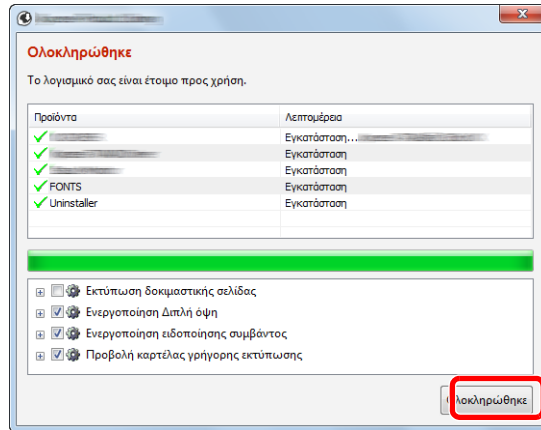 Ολοκληρώθηκε
Το λογισμικό σας είναι έτοιμο προς χρήση.
Προϊόντα Λεπτομέρεια
Εγκατάσταση...
Εγκατάσταση
Εγκατάσταση
FONTS Εγκατάσταση
Uninstaller Εγκατάσταση
Εκτύπωση δοκιμαστικής σελίδας
Ενεργοποίηση Διπλή όψη
Ενεργοποίηση ειδοποίησης συμβάντος
Προβολή καρτέλας γρήγορης εκτύπωσης
Ολοκληρώθηκε